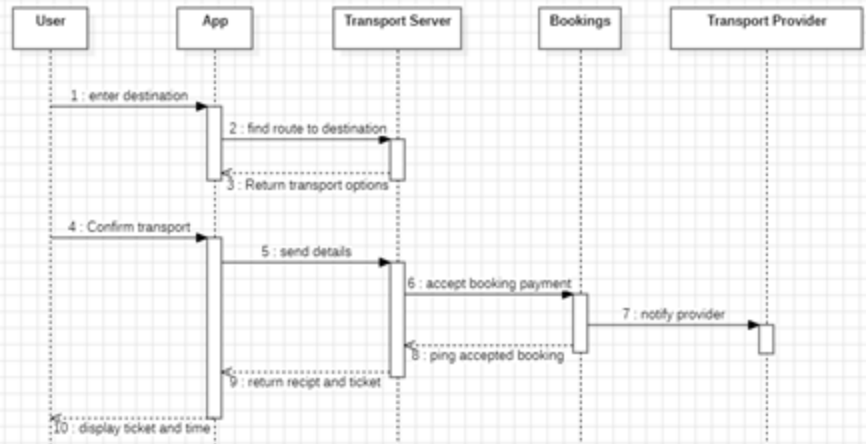 User App Transport Server Bookings Transport Provider
1 : enter destination
2 : find route to destination
3 : Return transport options
4 : Confirm transport
5 : send details
6 : accept booking payment
7 : notify provider
8 : ping accepted booking
9 : return recipt and ticket
10 : display ticket and time